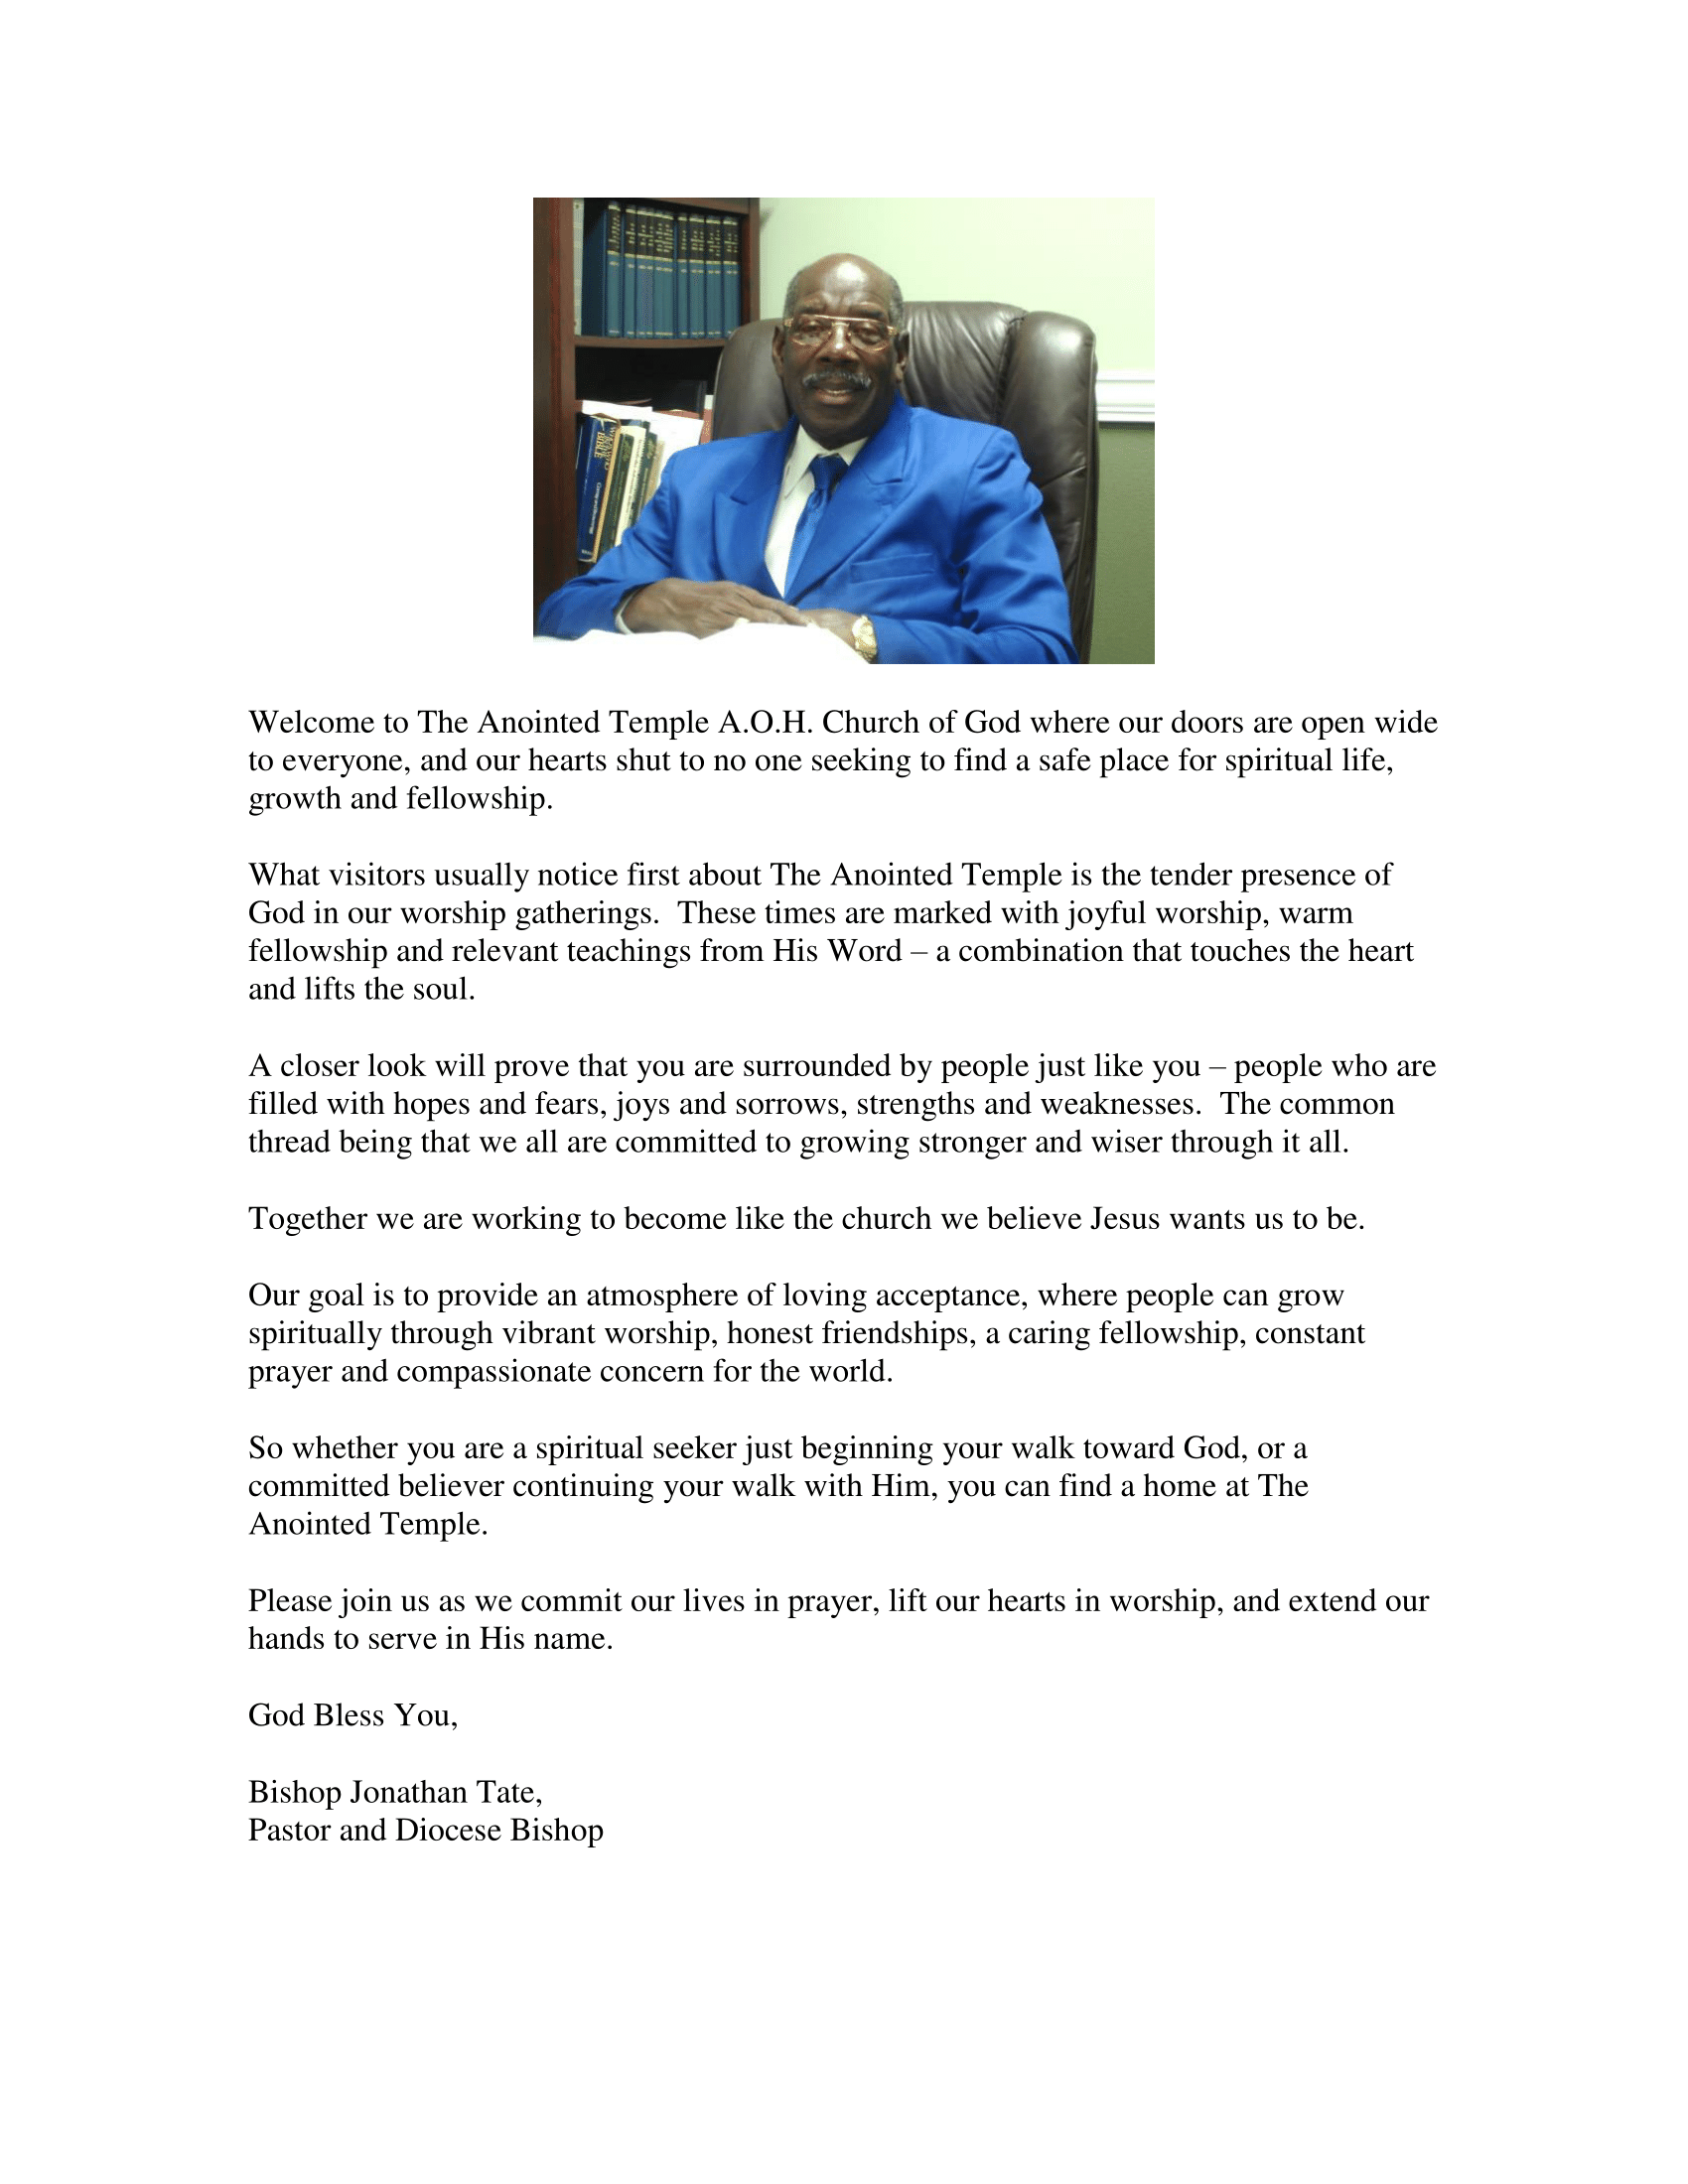 BIBLE
Welcome to The Anointed Temple A.O.H. Church of God where our doors are open wide
to everyone, and our hearts shut to no one seeking to find a safe place for spiritual life,
growth and fellowship.
What visitors usually notice first about The Anointed Temple is the tender presence of
God in our worship gatherings.  These times are marked with joyful worship, warm
fellowship and relevant teachings from His Word – a combination that touches the heart
and lifts the soul.
A closer look will prove that you are surrounded by people just like you – people who are
filled with hopes and fears, joys and sorrows, strengths and weaknesses.  The common
thread being that we all are committed to growing stronger and wiser through it all.
Together we are working to become like the church we believe Jesus wants us to be.
Our goal is to provide an atmosphere of loving acceptance, where people can grow
spiritually through vibrant worship, honest friendships, a caring fellowship, constant
prayer and compassionate concern for the world.
So whether you are a spiritual seeker just beginning your walk toward God, or a
committed believer continuing your walk with Him, you can find a home at The
Anointed Temple.
Please join us as we commit our lives in prayer, lift our hearts in worship, and extend our
hands to serve in His name.
God Bless You,
Bishop Jonathan Tate,
Pastor and Diocese Bishop